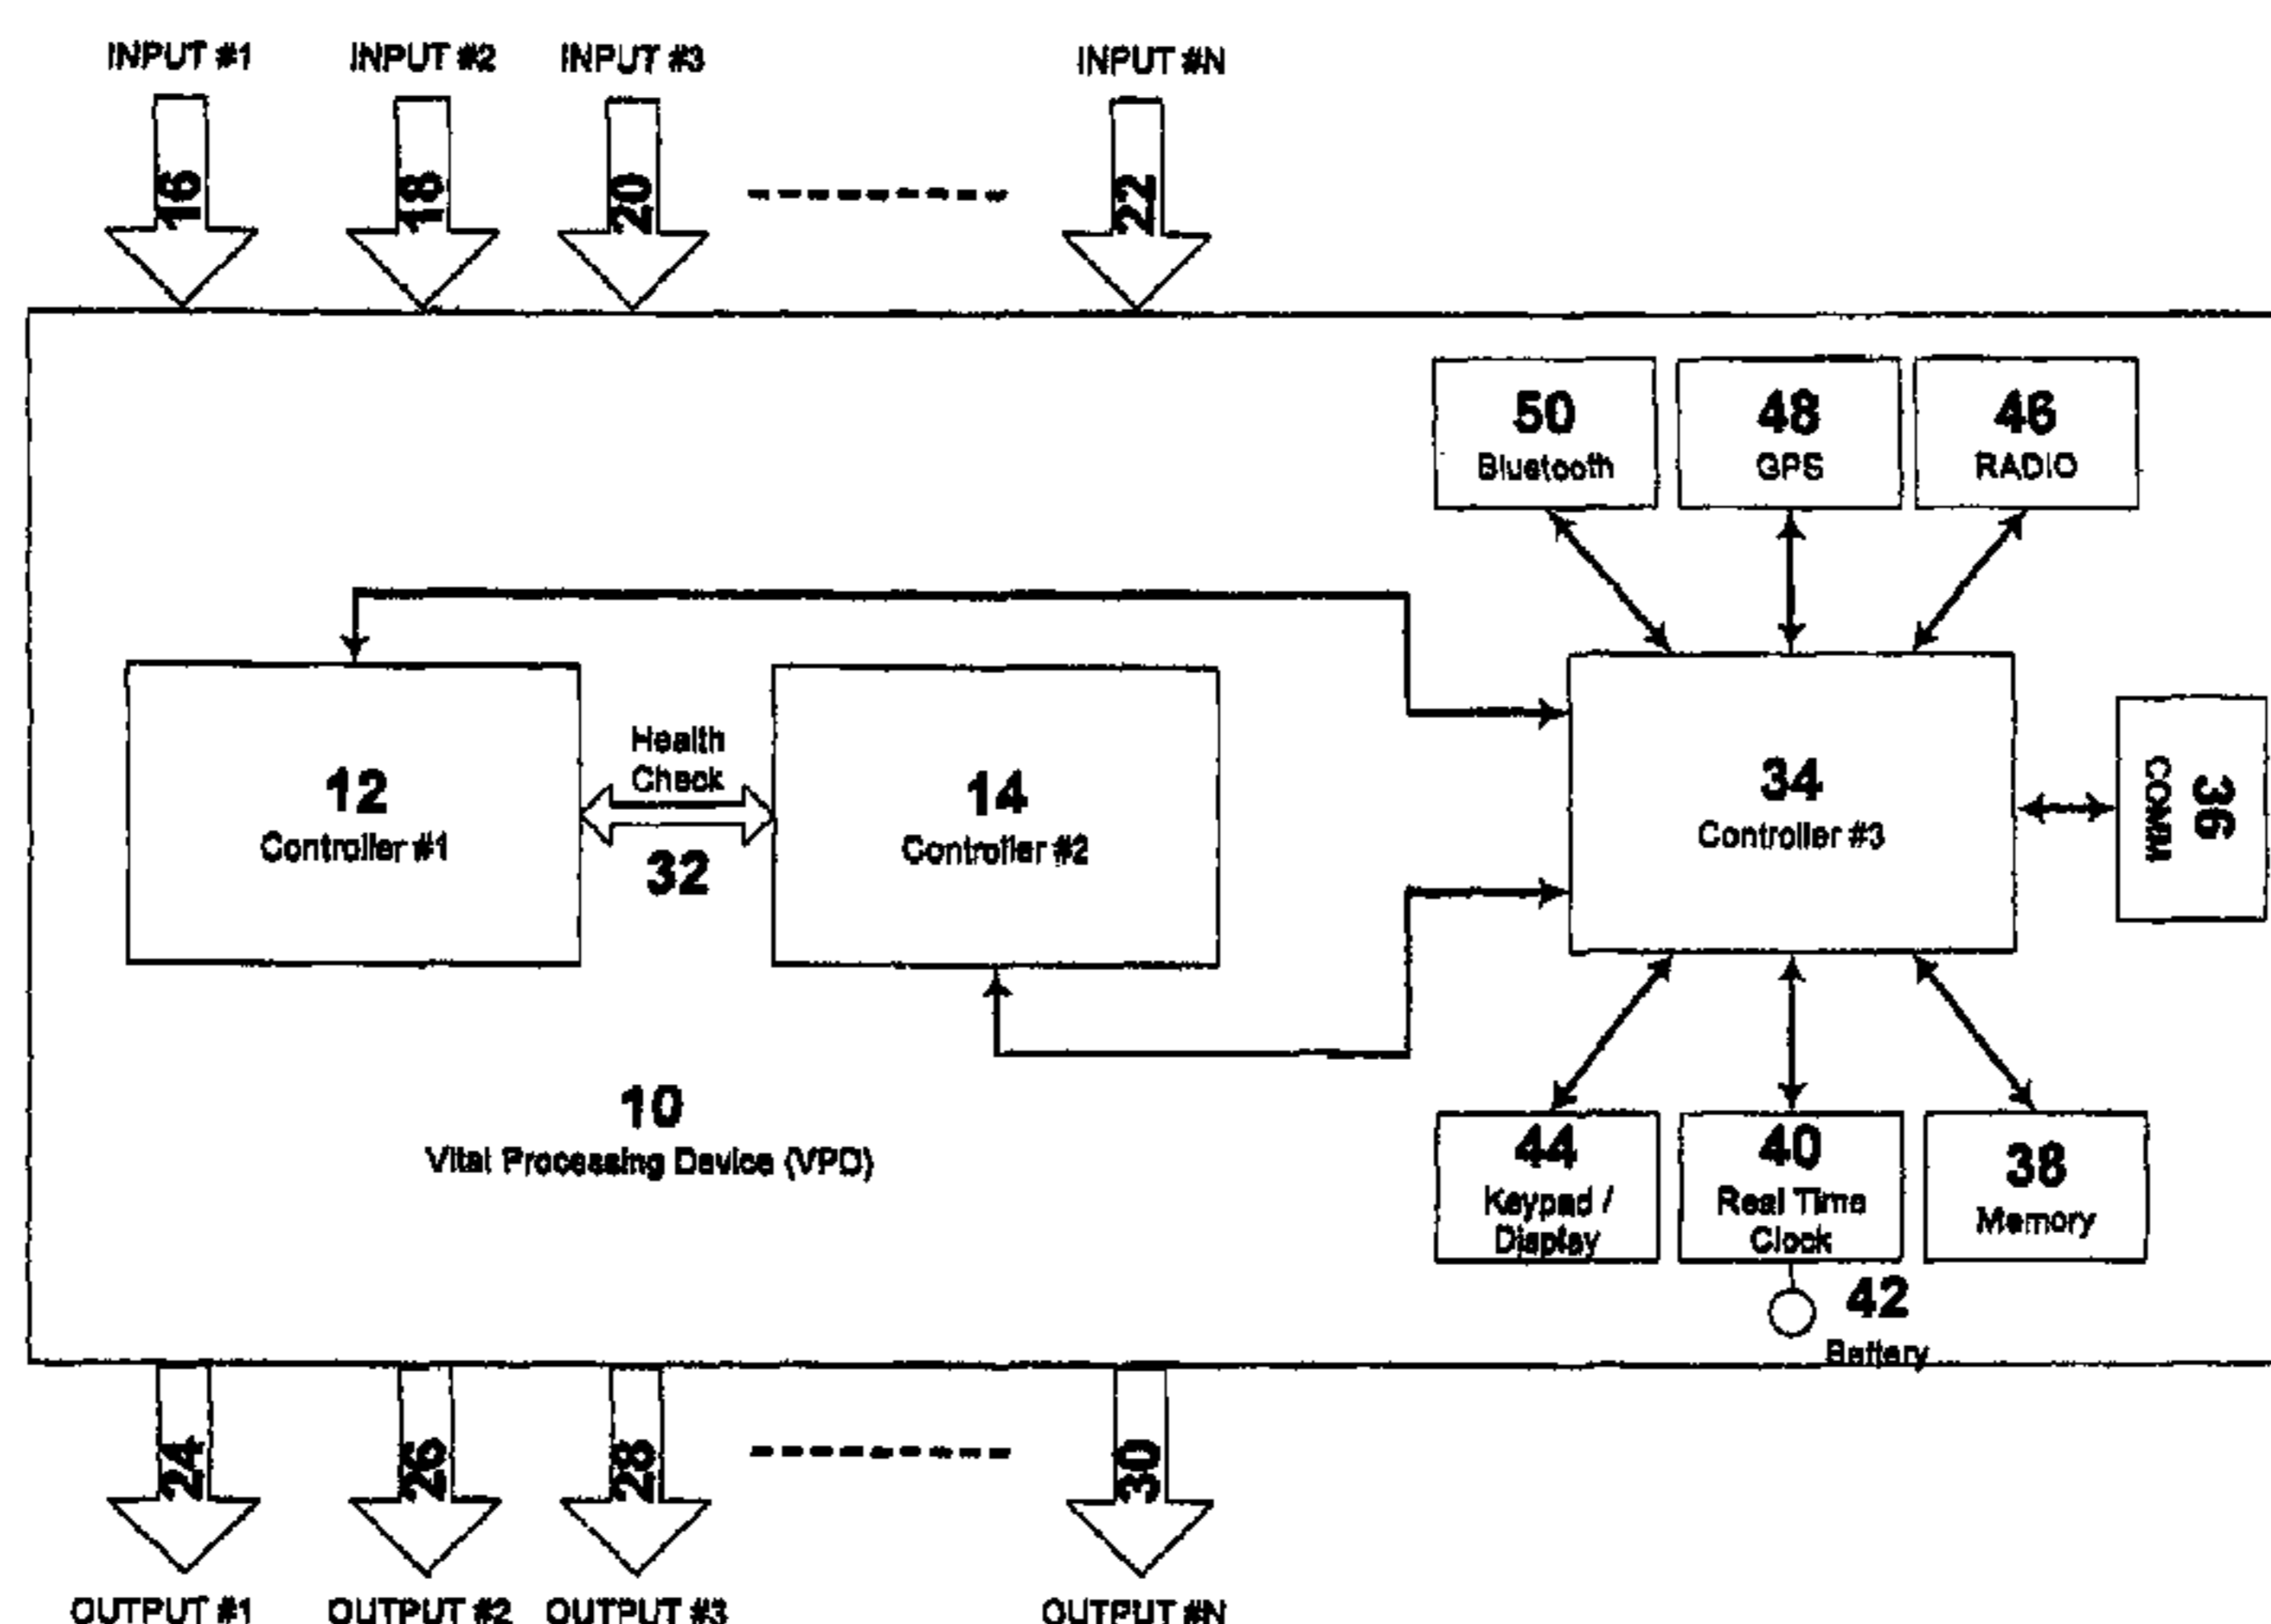 INPUT #1
INPUT #2
INPUT #3
INPUT #N
16
18
20
22
50
Bluetooth
48
GPS
46
RADIO
12
Controller #1
Health
Check
32
14
Controller #2
34
Controller #3
36
COMM
10
Vital Processing Device (VPD)
44
Keypad /
Display
40
Real Time
Clock
38
Memory
42
Battery
24
26
28
30
OUTPUT #1
OUTPUT #2
OUTPUT #3
OUTPUT #N